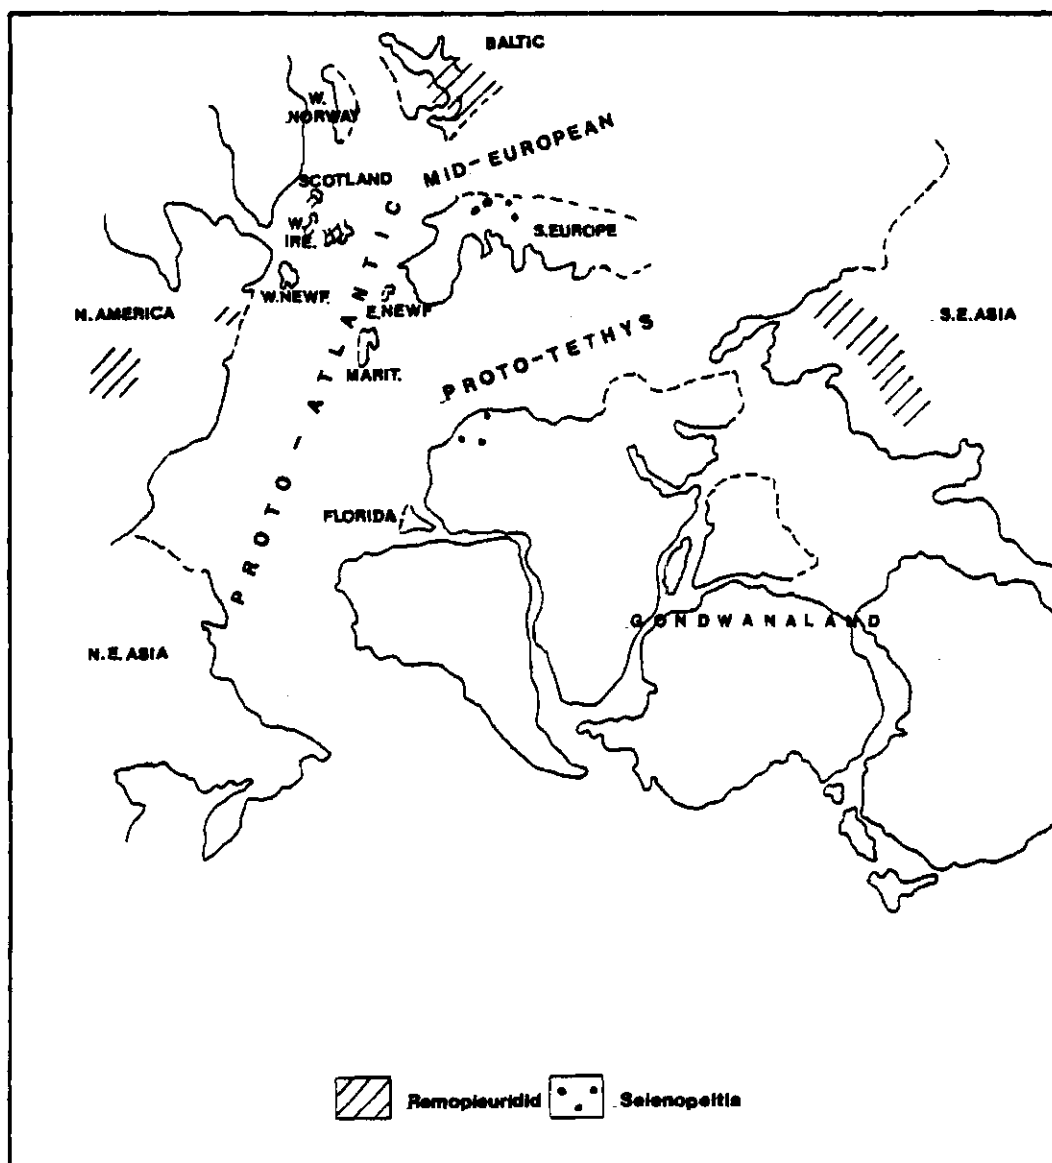 BALTIC
W.
NORWAY
MID-EUROPEAN
SCOTLAND
W.
IRE.
S.EUROPE
W.NEWF.
E.NEWF
N.AMERICA
S.E.ASIA
MARIT.
PROTO-TETHYS
PROTO-ATLANTIC
FLORIDA
GONDWANALAND
N.E.ASIA
Remopleuridid
Selenopeltis